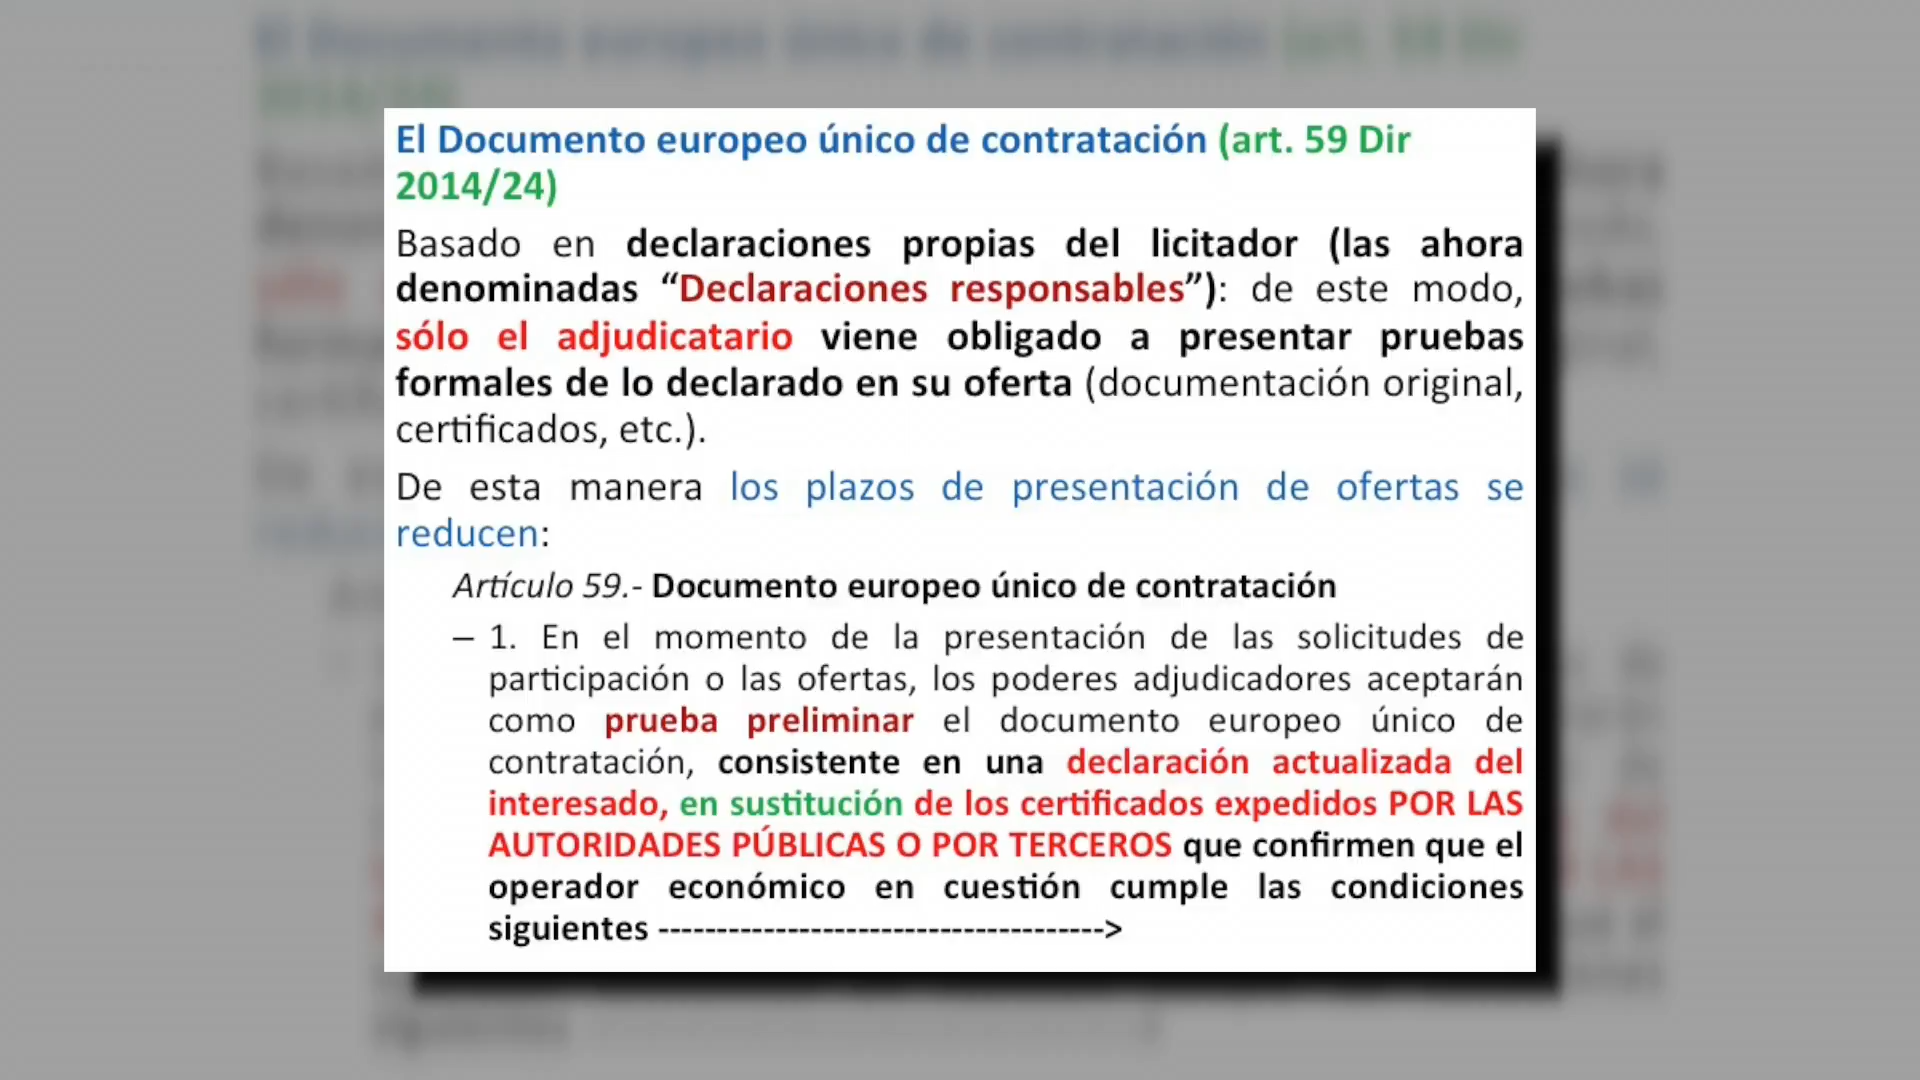 El Documento europeo único de contratación (art. 59 Dir
2014/24)
Basado en declaraciones propias del licitador (las ahora
denominadas “Declaraciones responsables”): de este modo,
sólo el adjudicatario viene obligado a presentar pruebas
formales de lo declarado en su oferta (documentación original,
certificados, etc.).
De esta manera los plazos de presentación de ofertas se
reducen:
Artículo 59.- Documento europeo único de contratación
– 1. En el momento de la presentación de las solicitudes de
participación o las ofertas, los poderes adjudicadores aceptarán
como prueba preliminar el documento europeo único de
contratación, consistente en una declaración actualizada del
interesado, en sustitución de los certificados expedidos POR LAS
AUTORIDADES PÚBLICAS O POR TERCEROS que confirmen que el
operador económico en cuestión cumple las condiciones
siguientes -------------------------------------->